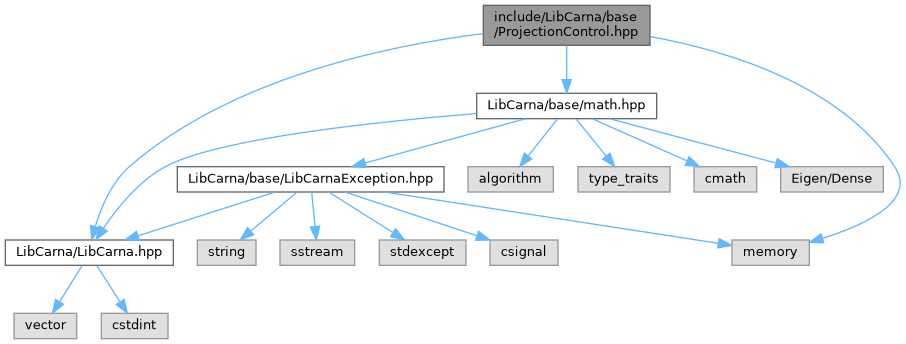 include/LibCarna/base
/ProjectionControl.hpp
LibCarna/base/math.hpp
LibCarna/base/LibCarnaException.hpp
algorithm
type_traits
cmath
Eigen/Dense
LibCarna/LibCarna.hpp
string
sstream
stdexcept
csignal
memory
vector
cstdint